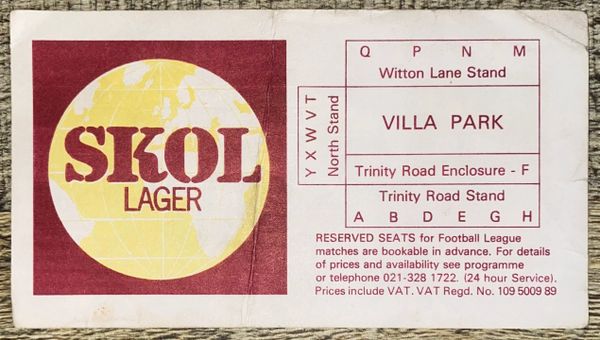 SKOL
LAGER
Q P N M
Witton Lane Stand
Y X W V T
North Stand
VILLA PARK
Trinity Road Enclosure - F
Trinity Road Stand
A B D E G H
RESERVED SEATS for Football League
matches are bookable in advance. For details
of prices and availability see programme
or telephone 021-328 1722. (24 hour Service).
Prices include VAT. VAT Regd. No. 109 5009 89